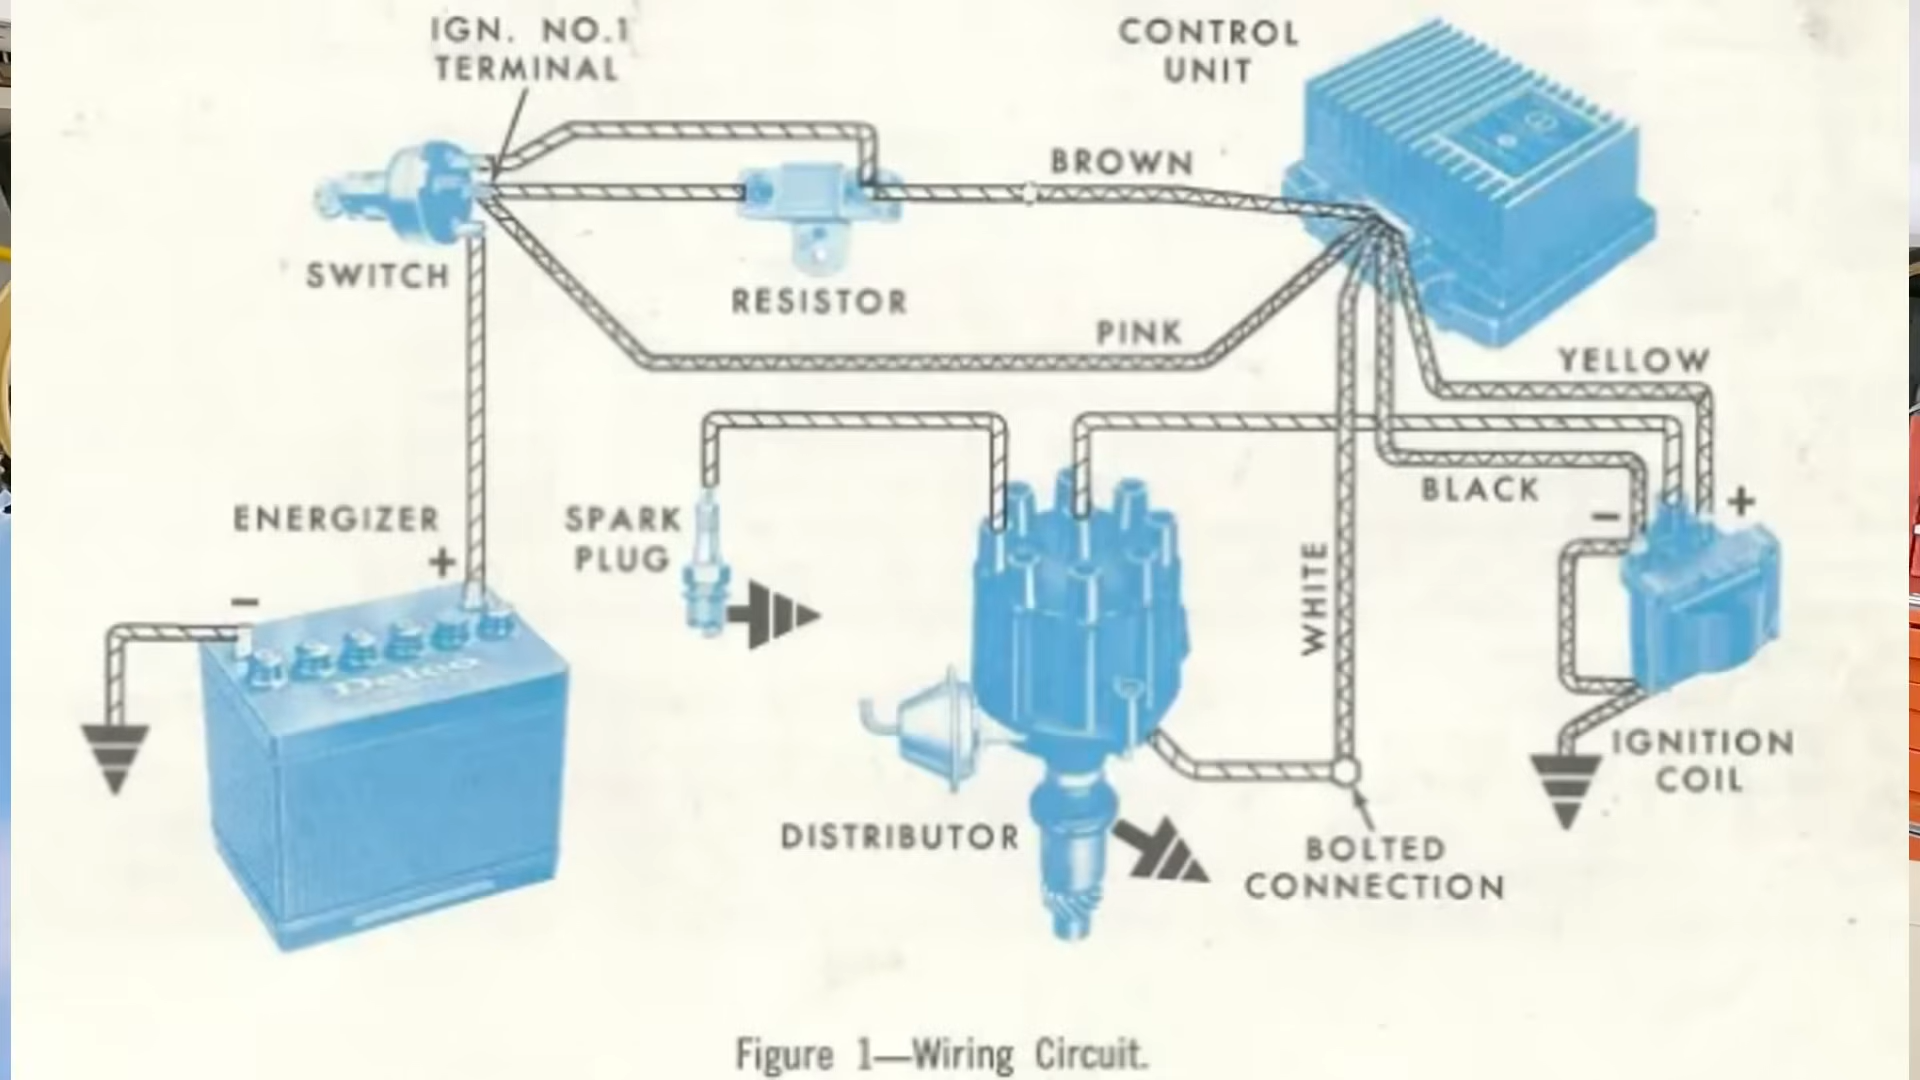 IGN. NO.1
TERMINAL
CONTROL
UNIT
BROWN
SWITCH
RESISTOR
PINK
YELLOW
BLACK
ENERGIZER
+
−
SPARK
PLUG
−
+
WHITE
Delco
IGNITION
COIL
DISTRIBUTOR
BOLTED
CONNECTION
Figure 1—Wiring Circuit.